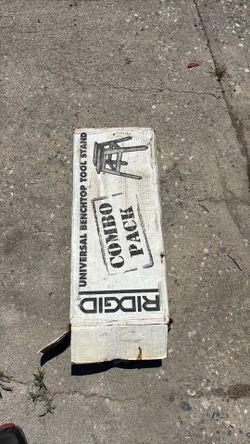 UNIVERSAL BENCHTOP TOOL STAND
COMBO
PACK
RIDGID